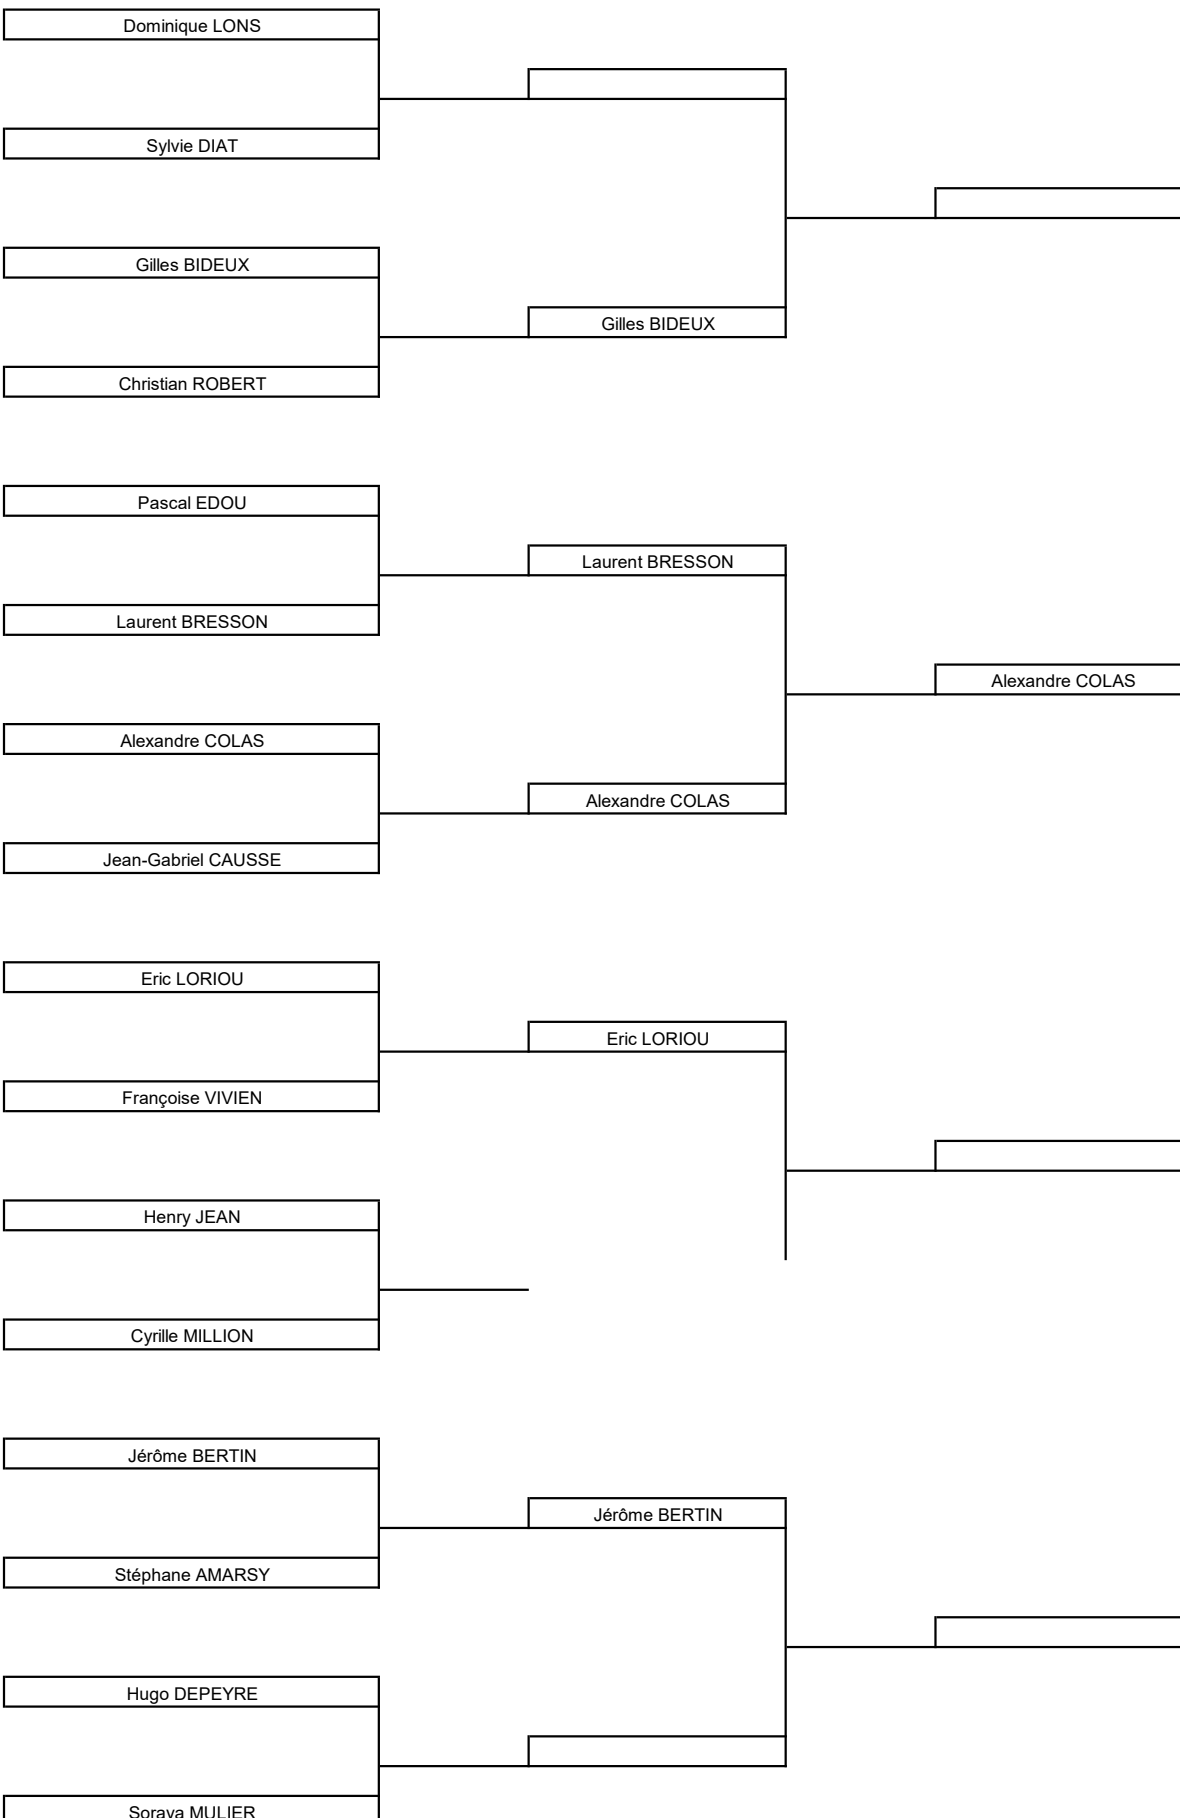 Dominique LONS
Sylvie DIAT
Gilles BIDEUX
Gilles BIDEUX
Christian ROBERT
Pascal EDOU
Laurent BRESSON
Laurent BRESSON
Alexandre COLAS
Alexandre COLAS
Alexandre COLAS
Jean-Gabriel CAUSSE
Eric LORIOU
Eric LORIOU
Françoise VIVIEN
Henry JEAN
Cyrille MILLION
Jérôme BERTIN
Jérôme BERTIN
Stéphane AMARSY
Hugo DEPEYRE
Soraya MULIER